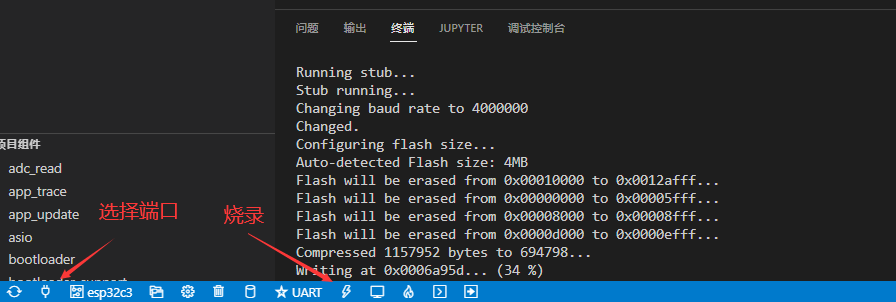 问题 输出 终端 JUPYTER 调试控制台
Running stub...
Stub running...
Changing baud rate to 4000000
Changed.
Configuring flash size...
Auto-detected Flash size: 4MB
Flash will be erased from 0x00010000 to 0x0012afff...
Flash will be erased from 0x00000000 to 0x00005fff...
Flash will be erased from 0x00008000 to 0x00008fff...
Flash will be erased from 0x0000d000 to 0x0000efff...
Compressed 1157952 bytes to 694798...
Writing at 0x0006a95d... (34 %)
项目组件
adc_read
app_trace
app_update
asio
bootloader
bootloader_support
选择端口
烧录
esp32c3 UART